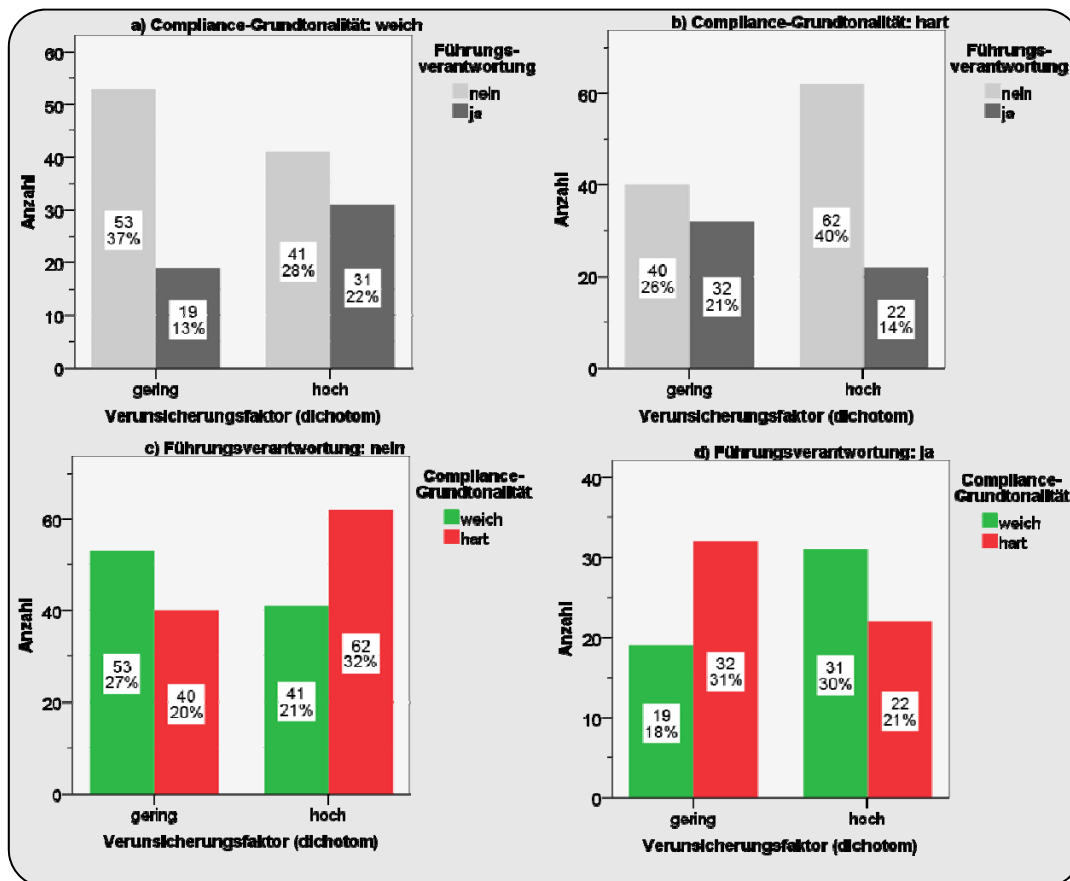 a) Compliance-Grundtonalität: weich
Führungs-
verantwortung
nein
ja
Anzahl
60
50
40
30
20
10
0
53
37%
19
13%
41
28%
31
22%
gering
hoch
Verunsicherungsfaktor (dichotom)
b) Compliance-Grundtonalität: hart
Führungs-
verantwortung
nein
ja
Anzahl
60
40
20
0
40
26%
32
21%
62
40%
22
14%
gering
hoch
Verunsicherungsfaktor (dichotom)
c) Führungsverantwortung: nein
Compliance-
Grundtonalität
weich
hart
Anzahl
60
40
20
0
53
27%
40
20%
41
21%
62
32%
gering
hoch
Verunsicherungsfaktor (dichotom)
d) Führungsverantwortung: ja
Compliance-
Grundtonalität
weich
hart
Anzahl
40
30
20
10
0
19
18%
32
31%
31
30%
22
21%
gering
hoch
Verunsicherungsfaktor (dichotom)